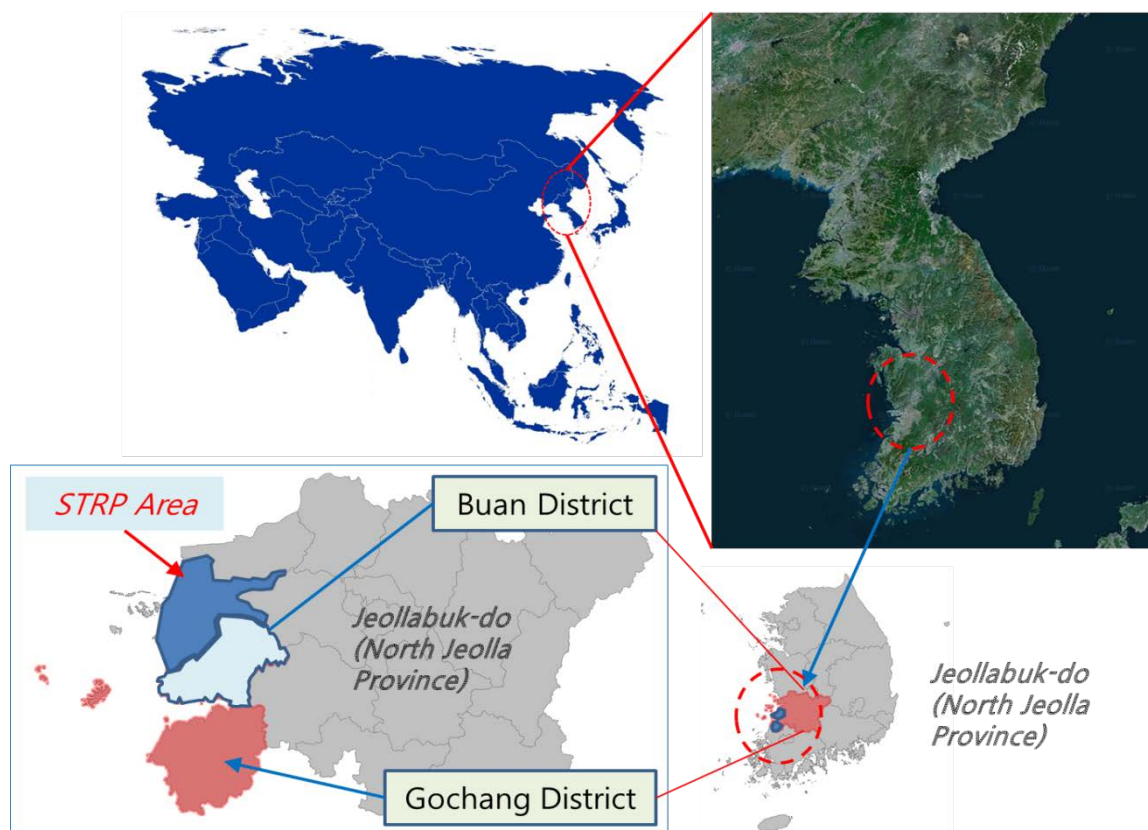 STRP Area
Buan District
Jeollabuk-do
(North Jeolla
Province)
Gochang District
Jeollabuk-do
(North Jeolla
Province)